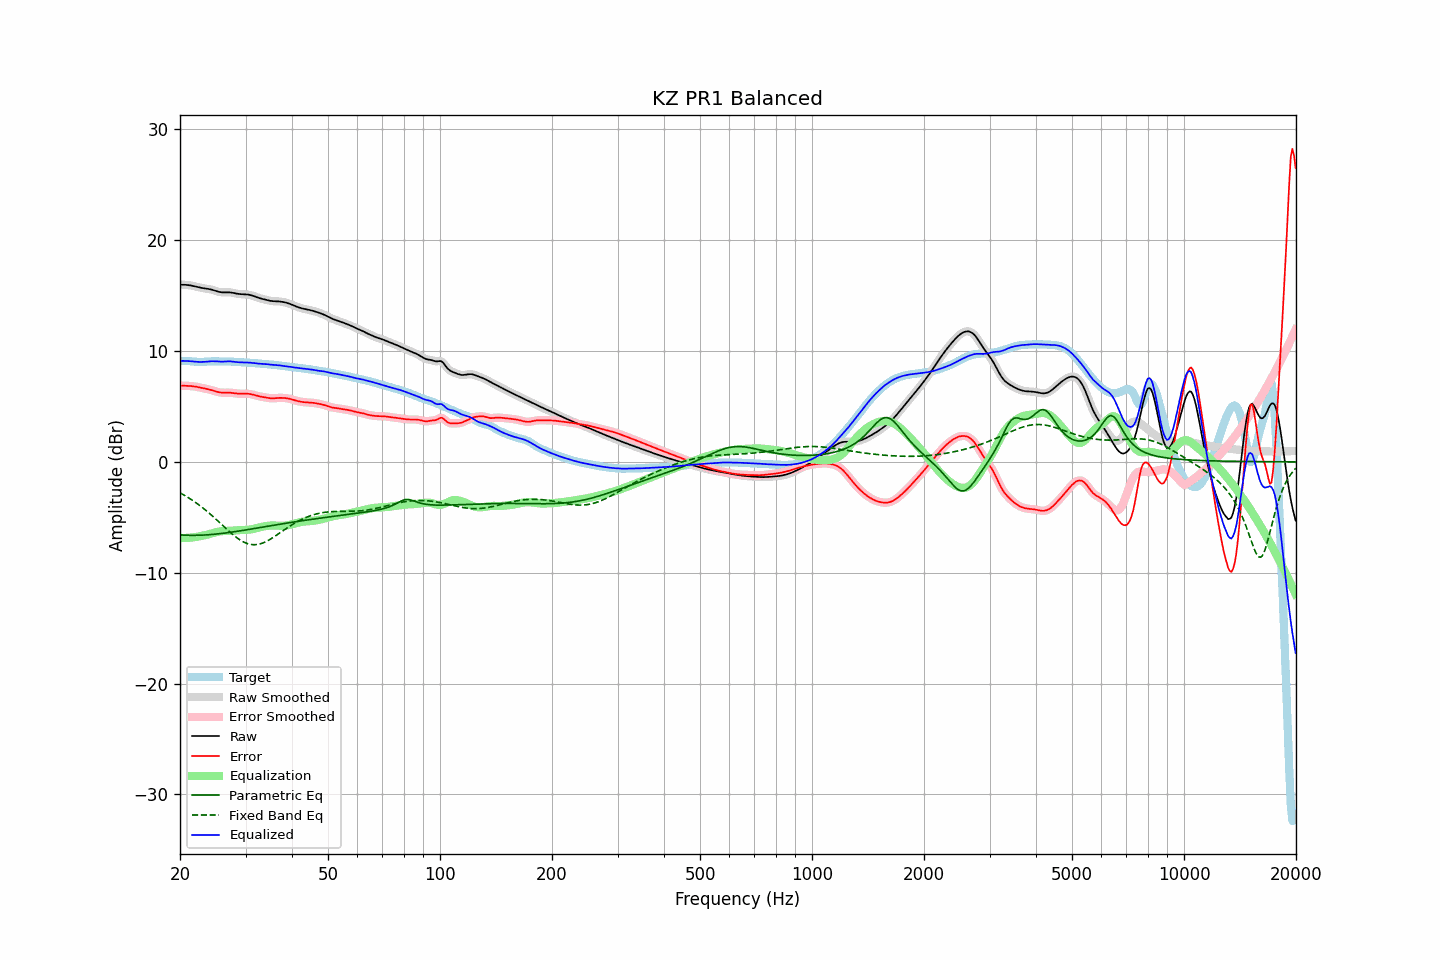 KZ PR1 Balanced
30
20
10
0
−10
−20
−30
Amplitude (dBr)
Target
Raw Smoothed
Error Smoothed
Raw
Error
Equalization
Parametric Eq
Fixed Band Eq
Equalized
20
50
100
200
500
1000
2000
5000
10000
20000
Frequency (Hz)